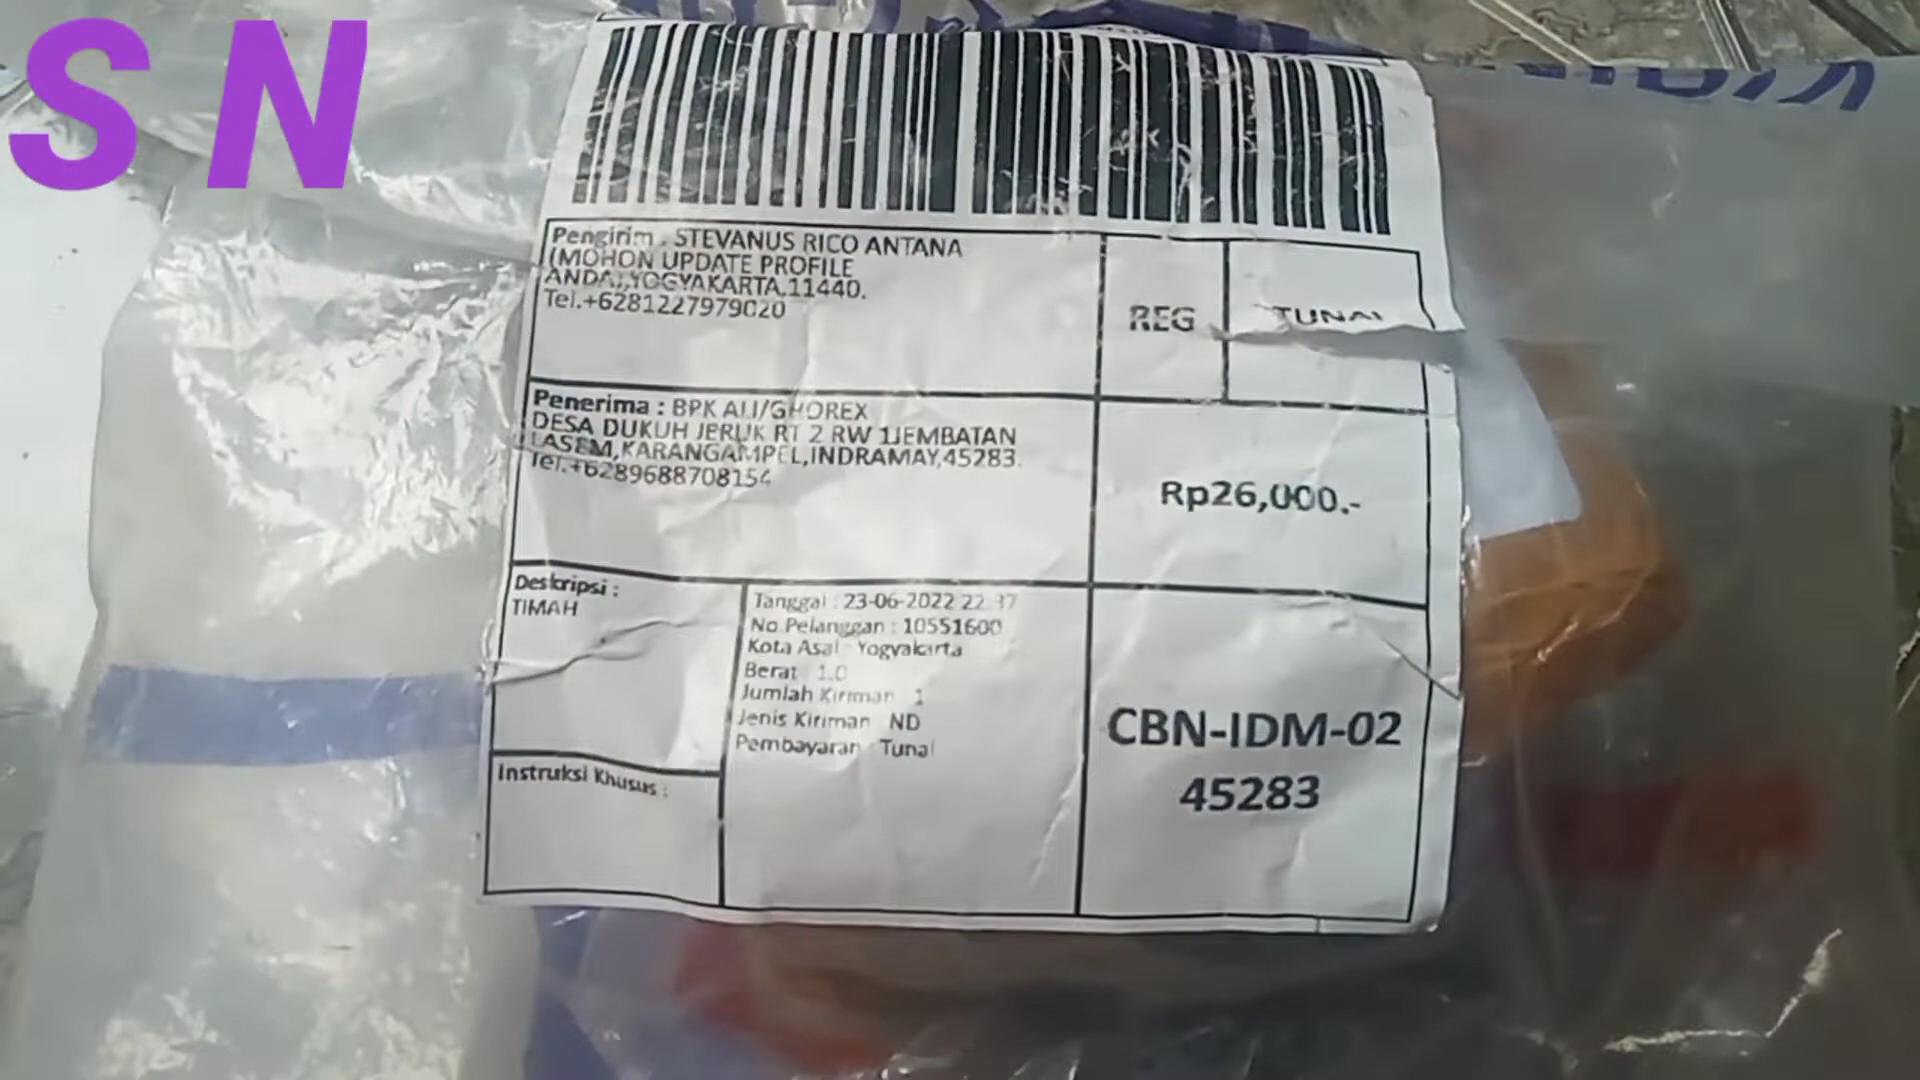 S N
Pengirim : STEVANUS RICO ANTANA
(MOHON UPDATE PROFILE
ANDA),YOGYAKARTA,11440.
Tel.+6281227979020
REG
TUNAI
Penerima : BPK ALI/GHOREX
DESA DUKUH JERUK RT 2 RW 1JEMBATAN
LASEM,KARANGAMPEL,INDRAMAY,45283.
Tel.+6289688708154
Rp26,000.-
Deskripsi :
TIMAH
Tanggal : 23-06-2022 22:37
No.Pelanggan : 10551600
Kota Asal : Yogyakarta
Berat : 1.0
Jumlah Kiriman : 1
Jenis Kiriman : ND
Pembayaran : Tunai
Instruksi Khusus :
CBN-IDM-02
45283